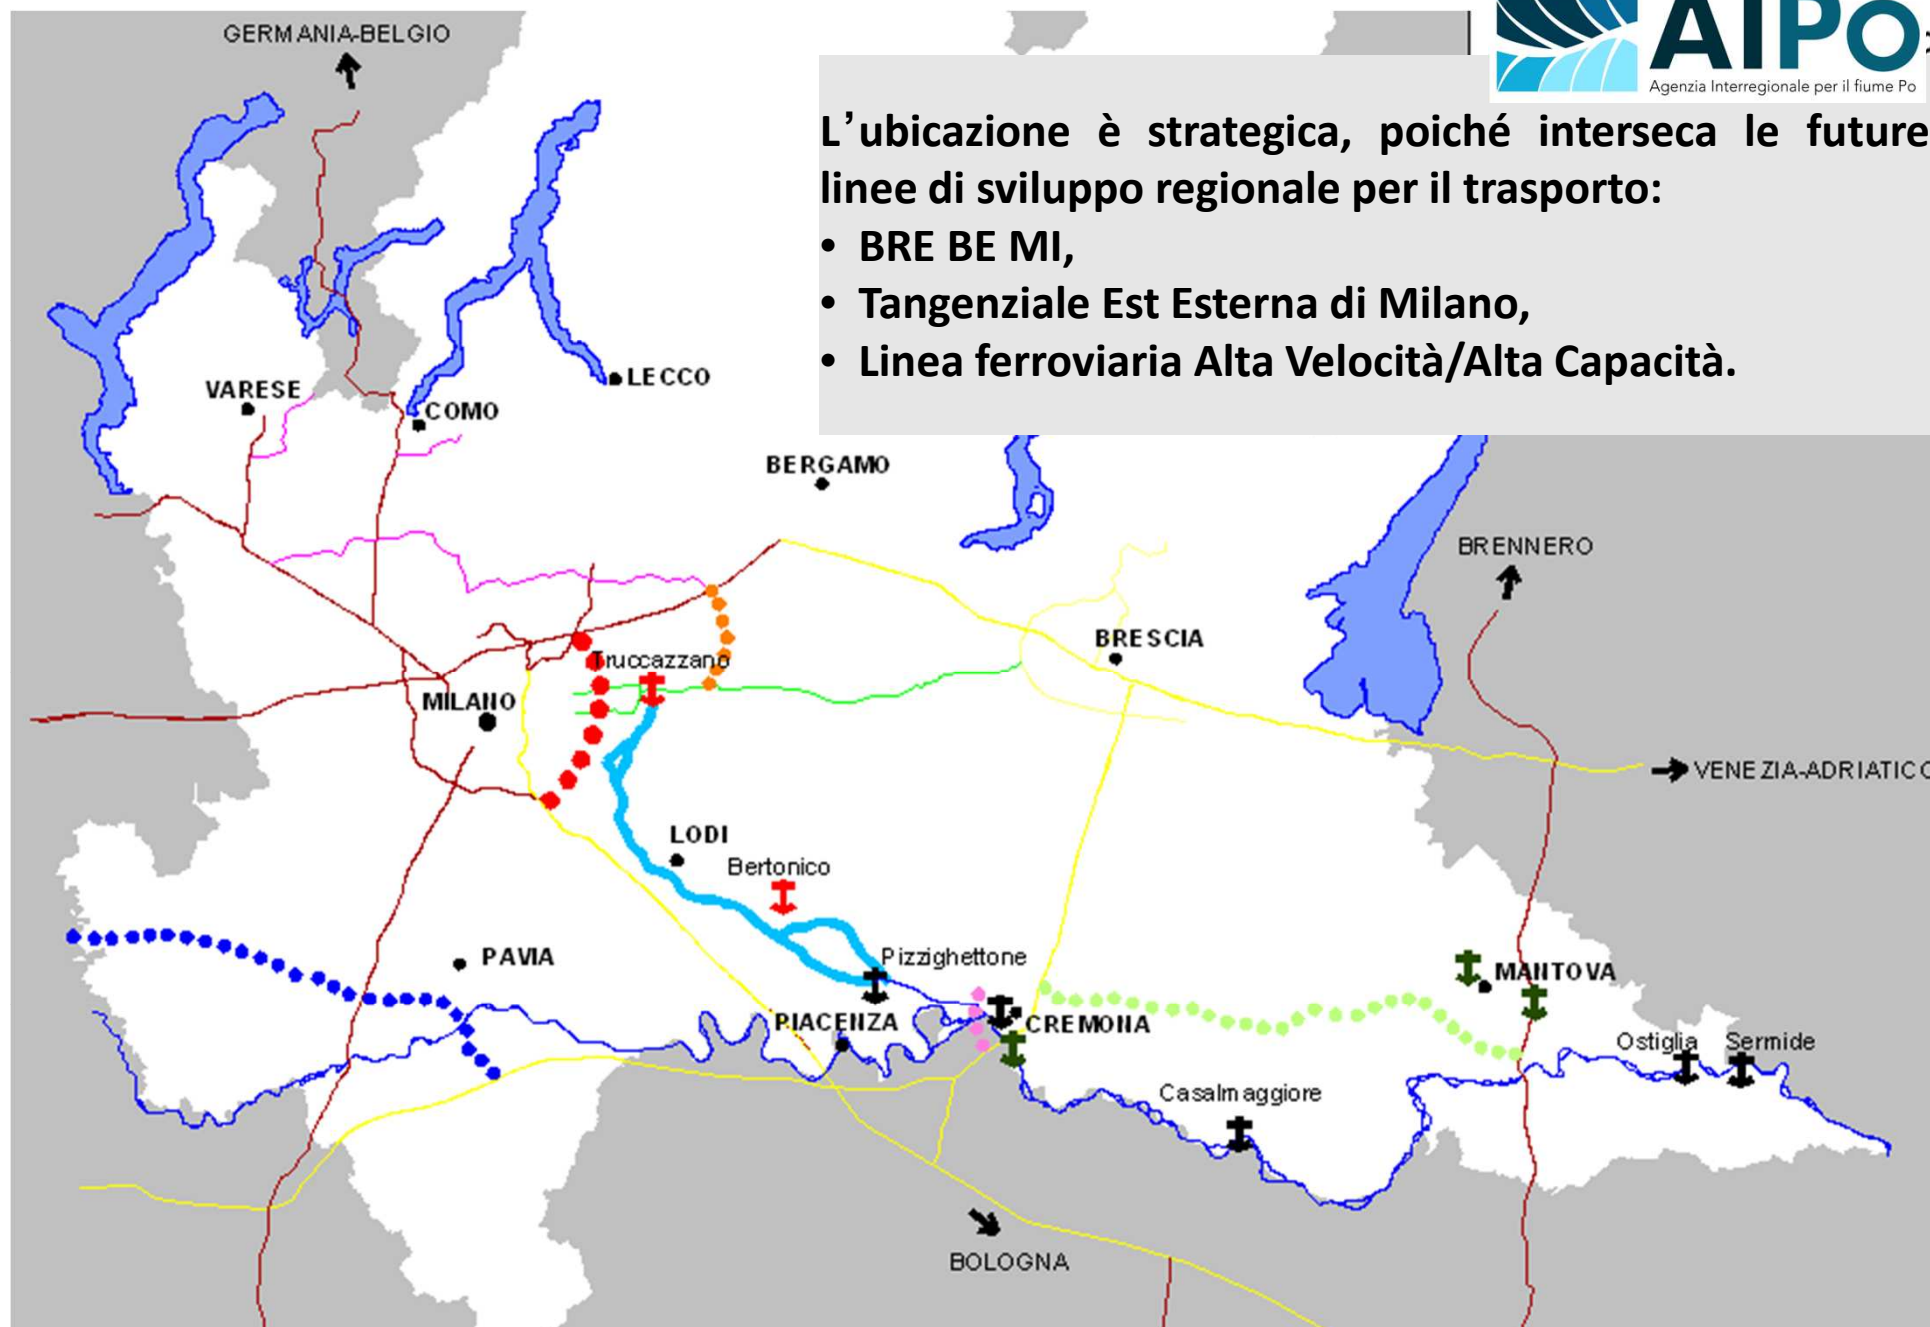 GERMANIA-BELGIO
AIPO
Agenzia Interregionale per il fiume Po
L’ubicazione è strategica, poiché interseca le future
linee di sviluppo regionale per il trasporto:
• BRE BE MI,
• Tangenziale Est Esterna di Milano,
• Linea ferroviaria Alta Velocità/Alta Capacità.
VARESE
LECCO
COMO
BERGAMO
BRENNERO
BRESCIA
Truccazzano
MILANO
VENEZIA-ADRIATICO
LODI
Bertonico
PAVIA
Pizzighettone
MANTOVA
PIACENZA
CREMONA
Ostiglia
Sermide
Casalmaggiore
BOLOGNA